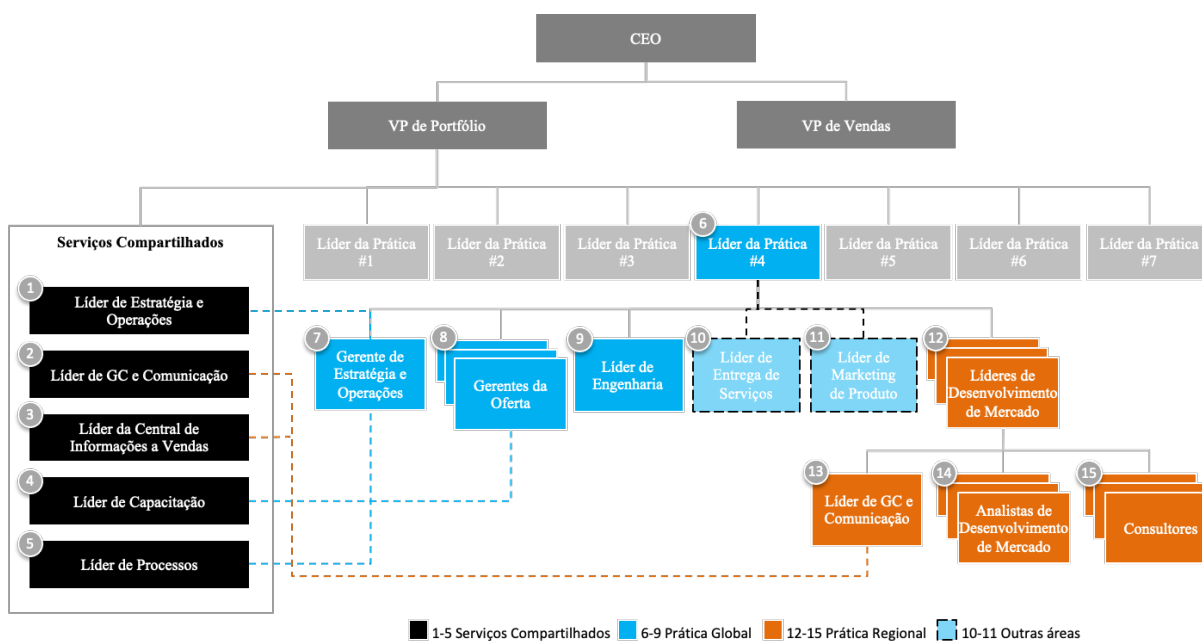 CEO
VP de Portfólio
VP de Vendas
Serviços Compartilhados
1
Líder de Estratégia e
Operações
2
Líder de GC e Comunicação
3
Líder da Central de
Informações a Vendas
4
Líder de Capacitação
5
Líder de Processos
Líder da Prática
#1
Líder da Prática
#2
Líder da Prática
#3
6
Líder da Prática
#4
Líder da Prática
#5
Líder da Prática
#6
Líder da Prática
#7
7
Gerente de
Estratégia e
Operações
8
Gerentes da
Oferta
9
Líder de
Engenharia
10
Líder de
Entrega de
Serviços
11
Líder de
Marketing
de Produto
12
Líderes de
Desenvolvimento
de Mercado
13
Líder de GC e
Comunicação
14
Analistas de
Desenvolvimento
de Mercado
15
Consultores
1-5 Serviços Compartilhados
6-9 Prática Global
12-15 Prática Regional
10-11 Outras áreas